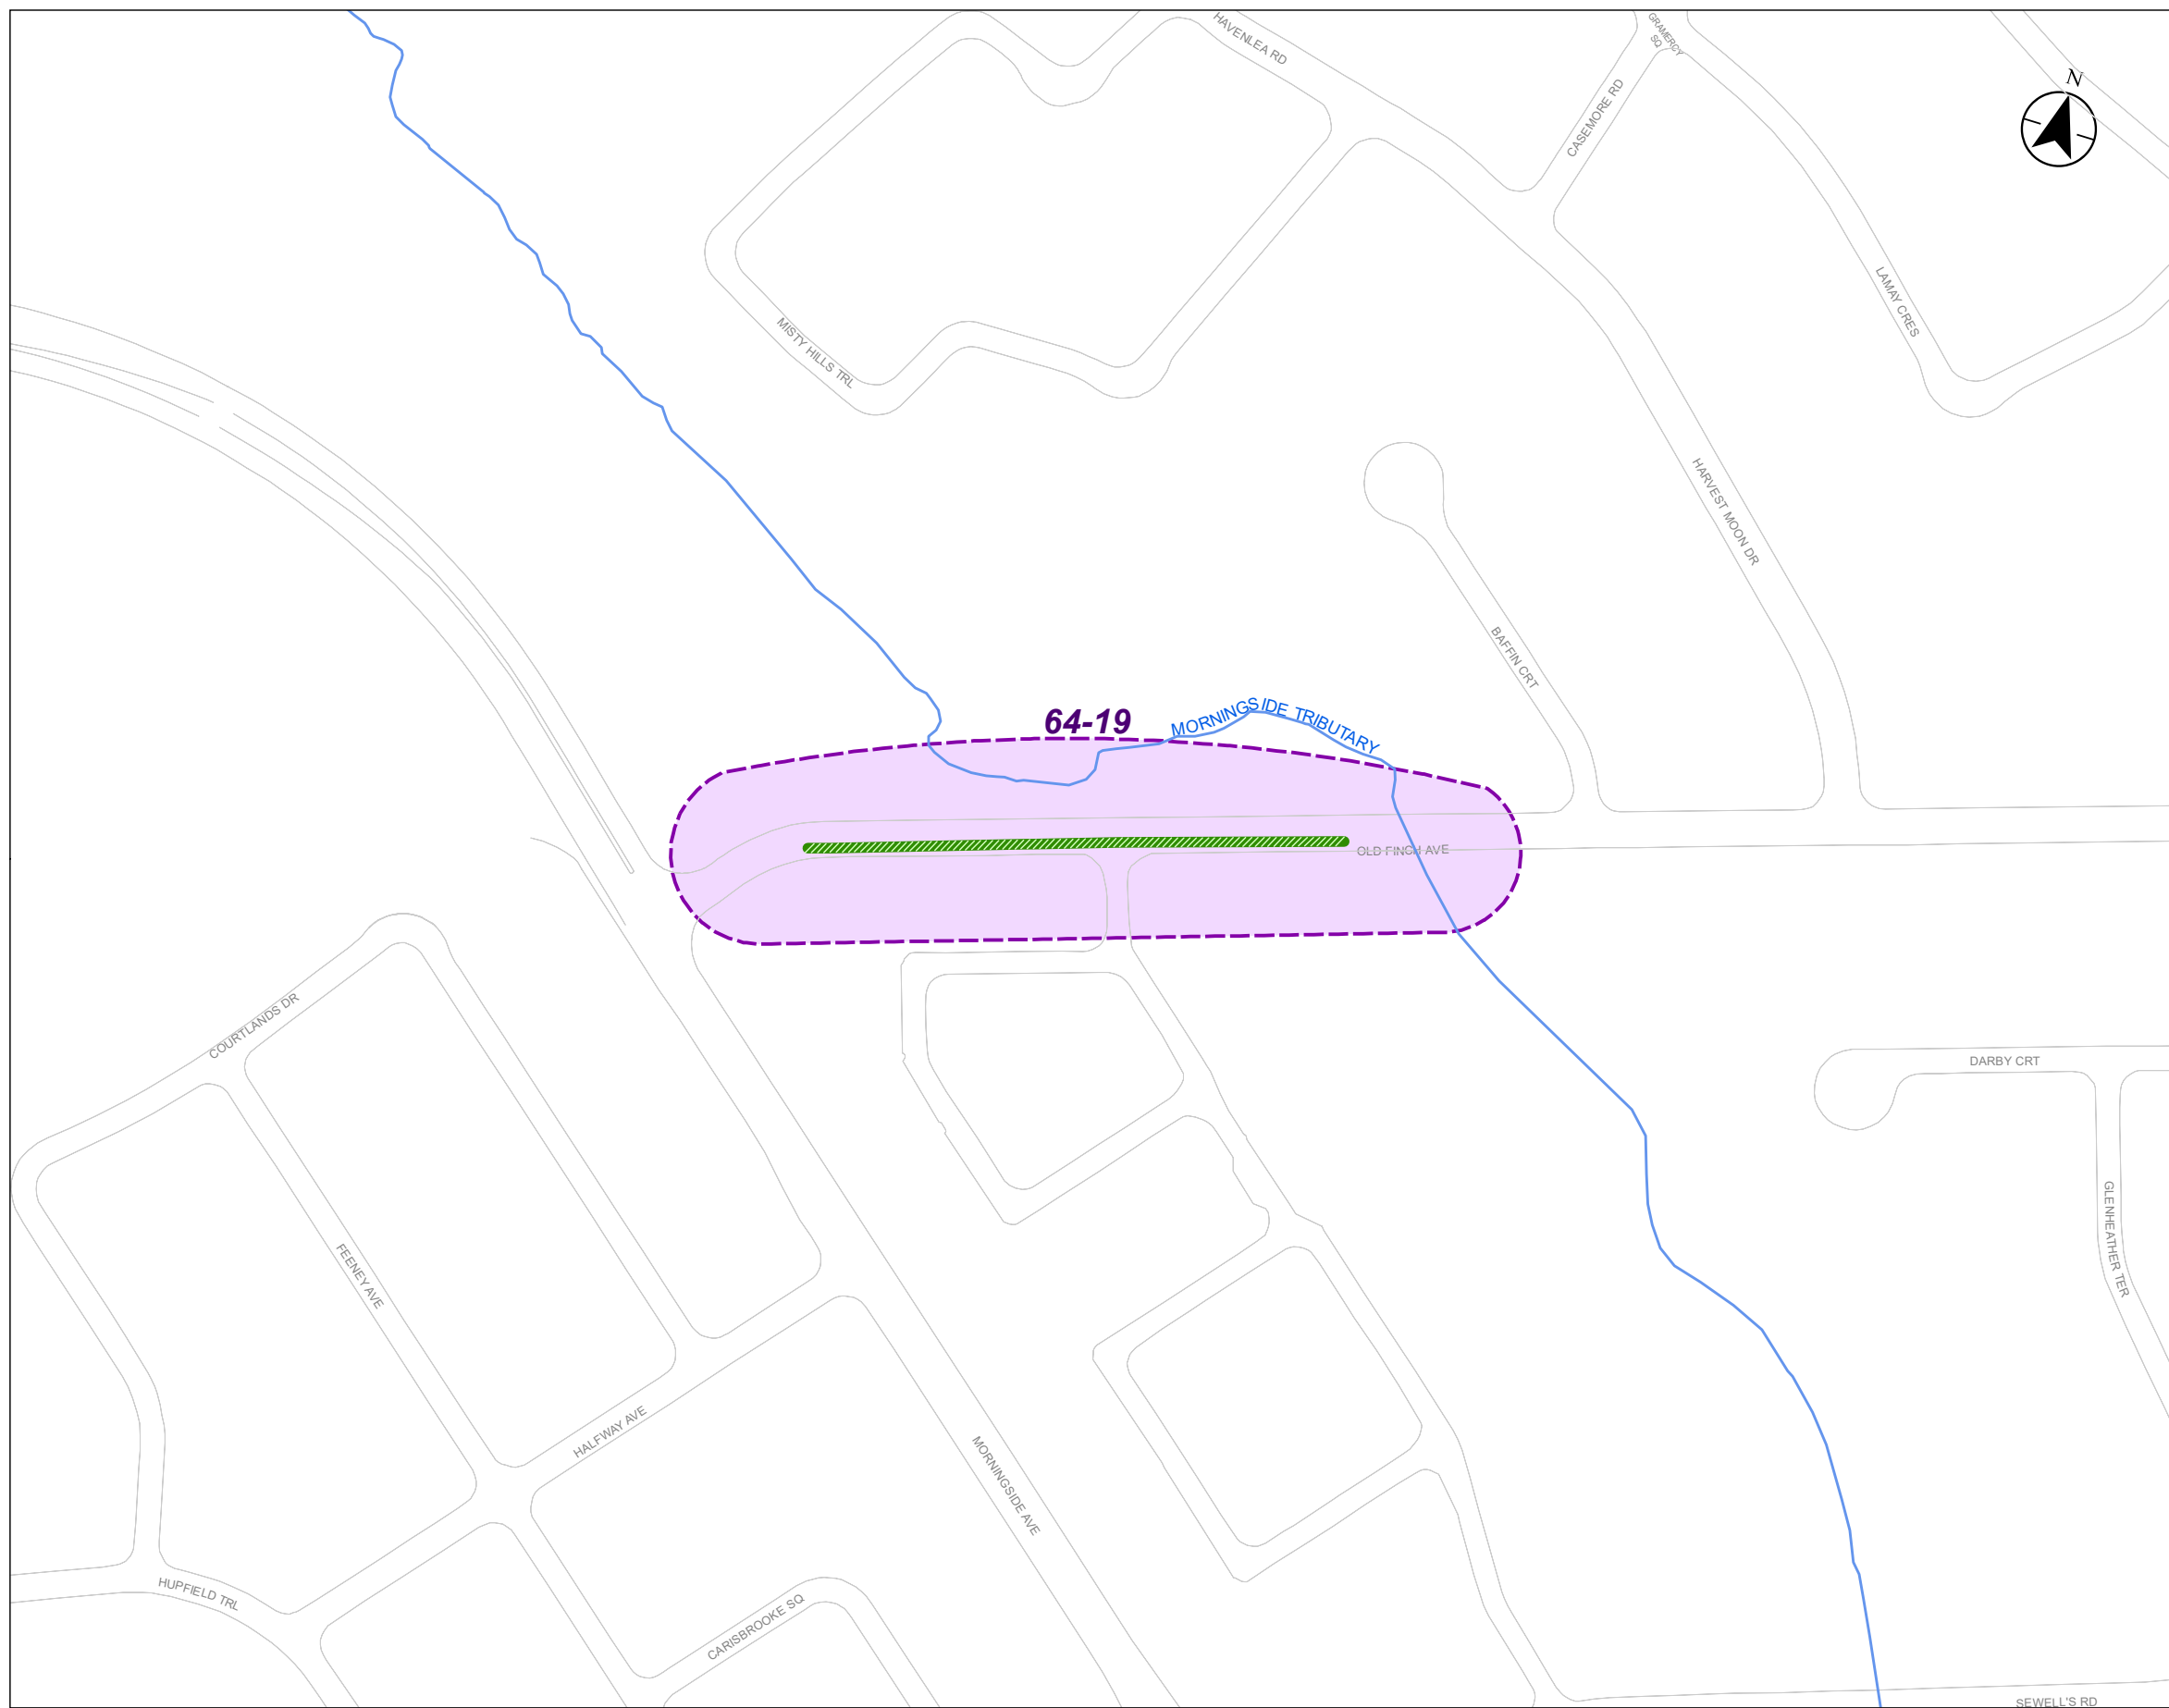 HAVENLEA RD
GRAMERCY
SQ
N
CASEMORE RD
LAMAY CRES
MISTY HILLS TRL
HARVEST MOON DR
BAFFIN CRT
64-19
MORNINGSIDE TRIBUTARY
OLD FINCH AVE
COURTLANDS DR
DARBY CRT
GLENHEATHER TER
FEENEY AVE
HALFWAY AVE
MORNINGSIDE AVE
HUPFIELD TRL
CARISBROOKE SQ
SEWELL'S RD